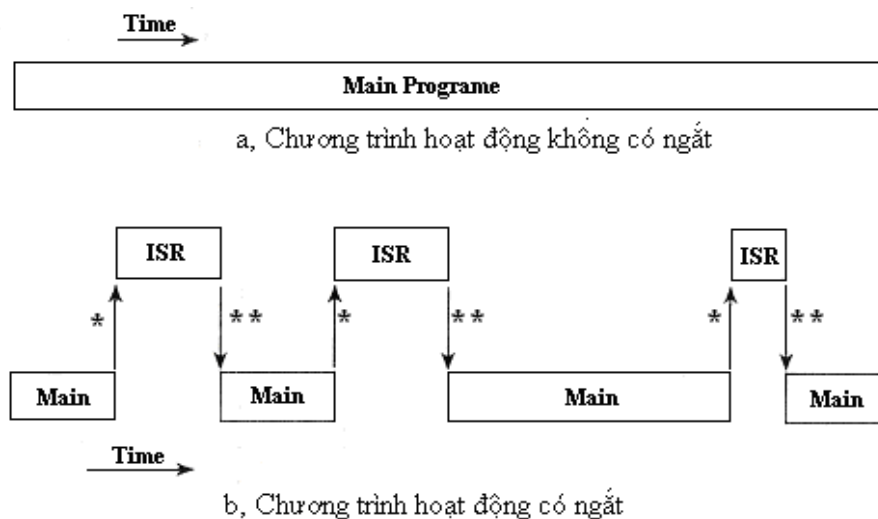 Time
Main Programe
a, Chương trình hoạt động không có ngắt
ISR ISR ISR
* ** * ** * **
Main Main Main Main
Time
b, Chương trình hoạt động có ngắt